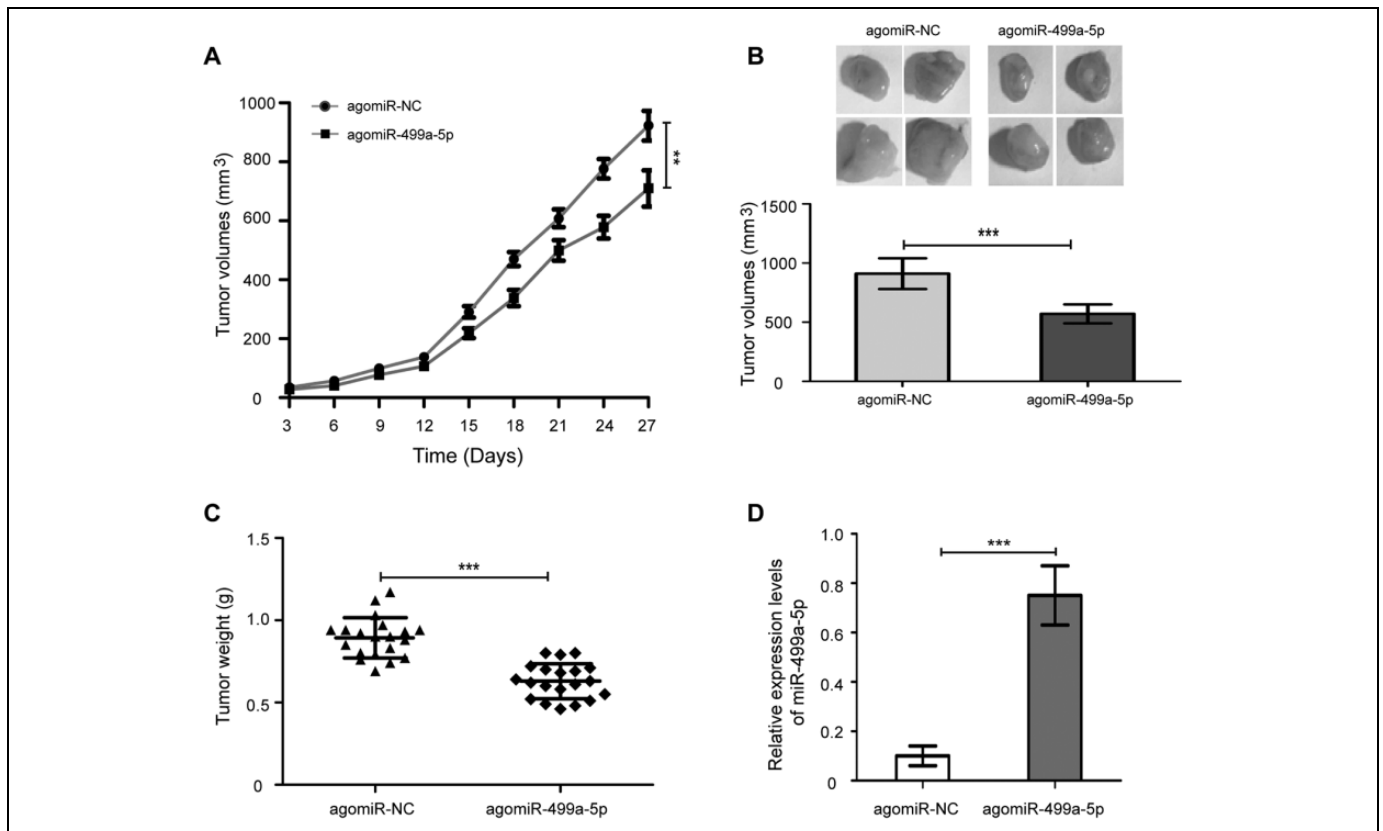 A
agomiR-NC
agomiR-499a-5p
1000
800
600
400
200
0
Tumor volumes (mm3)
**
3 6 9 12 15 18 21 24 27
Time (Days)
B
agomiR-NC agomiR-499a-5p
1500
1000
500
0
Tumor volumes (mm3)
***
agomiR-NC agomiR-499a-5p
C
1.5
1.0
0.5
0
Tumor weight (g)
***
agomiR-NC agomiR-499a-5p
D
1.0
0.8
0.6
0.4
0.2
0
Relative expression levels
of miR-499a-5p
***
agomiR-NC agomiR-499a-5p